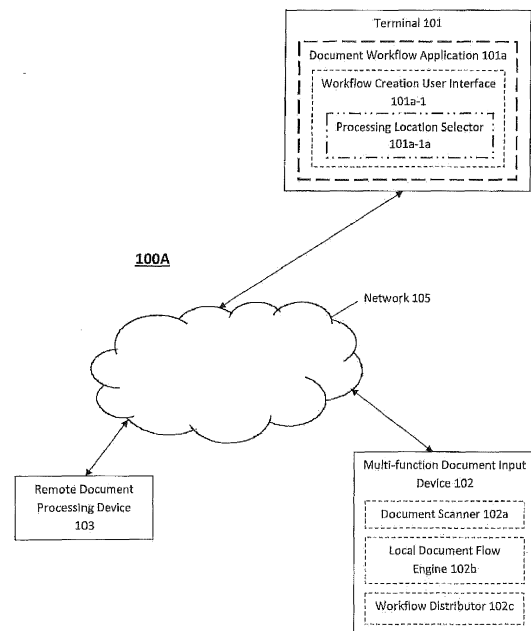 Terminal 101
Document Workflow Application 101a
Workflow Creation User Interface
101a-1
Processing Location Selector
101a-1a
100A
Network 105
Remote Document
Processing Device
103
Multi-function Document Input
Device 102
Document Scanner 102a
Local Document Flow
Engine 102b
Workflow Distributor 102c